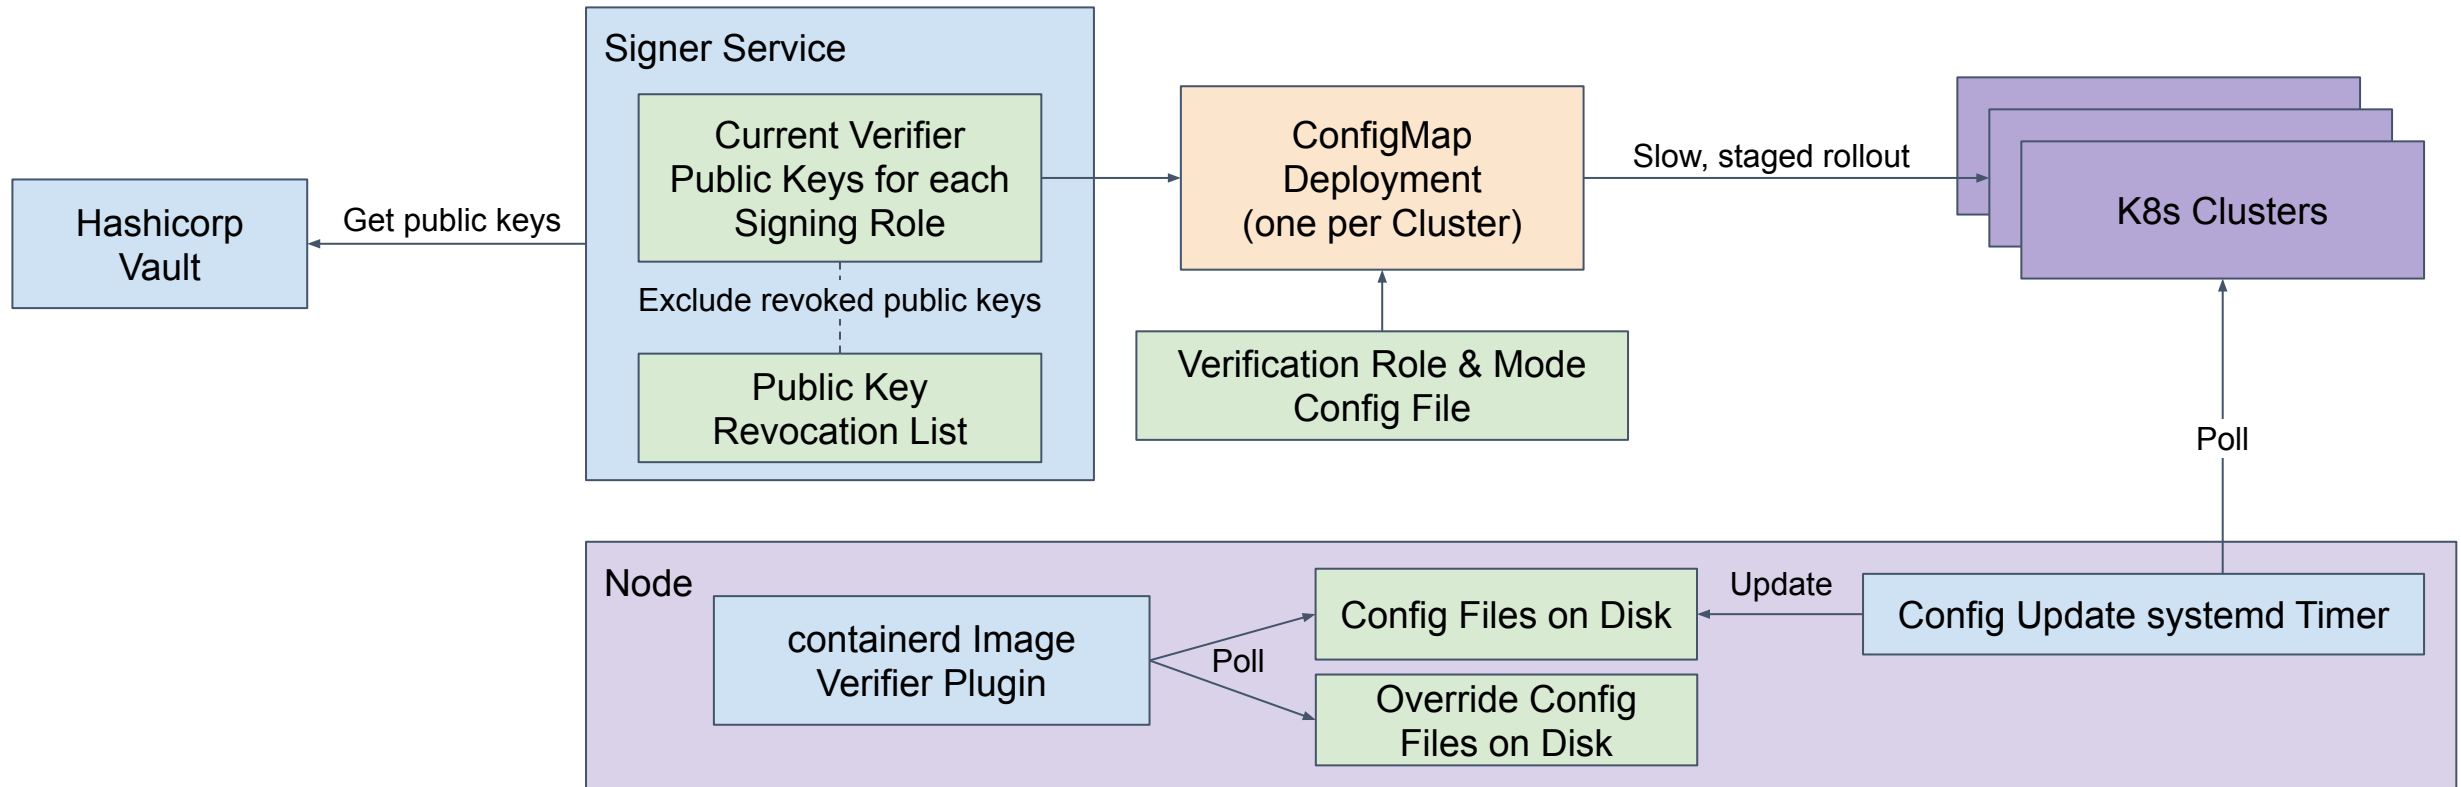 Signer Service
Current Verifier
Public Keys for each
Signing Role
Exclude revoked public keys
Public Key
Revocation List
Hashicorp
Vault
Get public keys
ConfigMap
Deployment
(one per Cluster)
Slow, staged rollout
K8s Clusters
Verification Role & Mode
Config File
Poll
Node
containerd Image
Verifier Plugin
Poll
Config Files on Disk
Override Config
Files on Disk
Update
Config Update systemd Timer